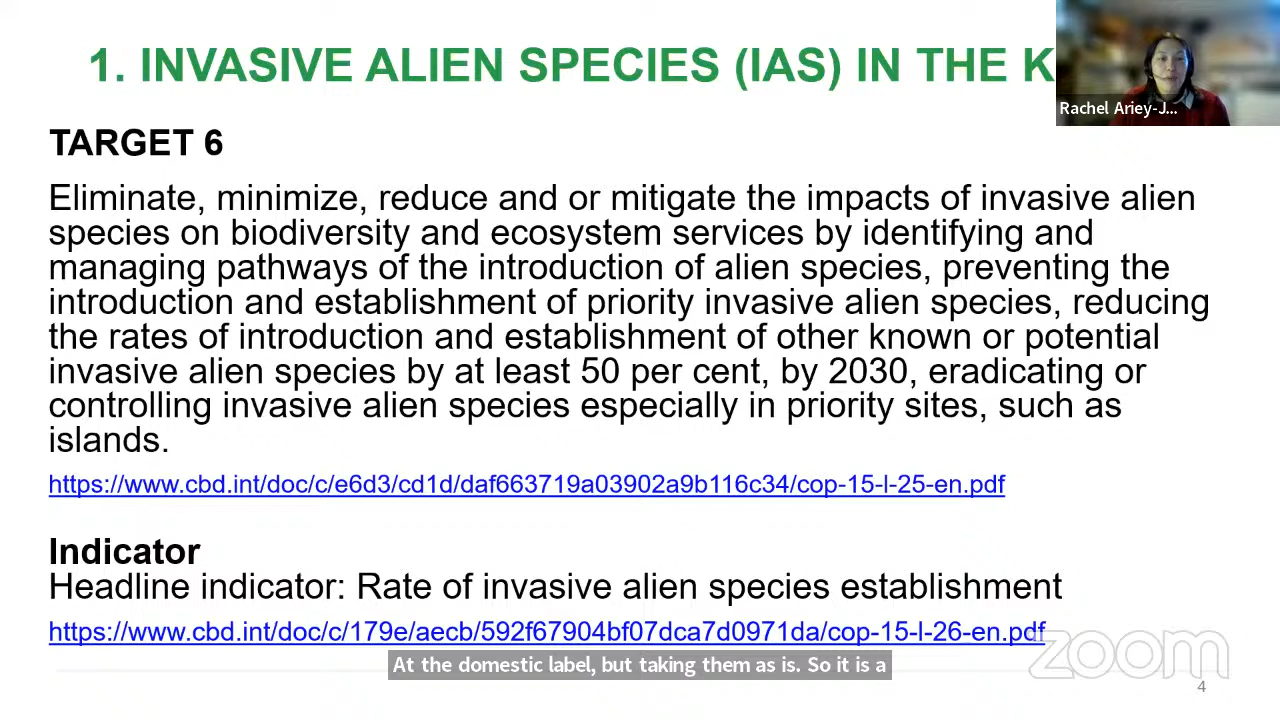 1. INVASIVE ALIEN SPECIES (IAS) IN THE K
Rachel Ariey-J...
TARGET 6
Eliminate, minimize, reduce and or mitigate the impacts of invasive alien
species on biodiversity and ecosystem services by identifying and
managing pathways of the introduction of alien species, preventing the
introduction and establishment of priority invasive alien species, reducing
the rates of introduction and establishment of other known or potential
invasive alien species by at least 50 per cent, by 2030, eradicating or
controlling invasive alien species especially in priority sites, such as
islands.
https://www.cbd.int/doc/c/e6d3/cd1d/daf663719a03902a9b116c34/cop-15-l-25-en.pdf
Indicator
Headline indicator: Rate of invasive alien species establishment
https://www.cbd.int/doc/c/179e/aecb/592f67904bf07dca7d0971da/cop-15-l-26-en.pdf
zoom
At the domestic label, but taking them as is. So it is a
4